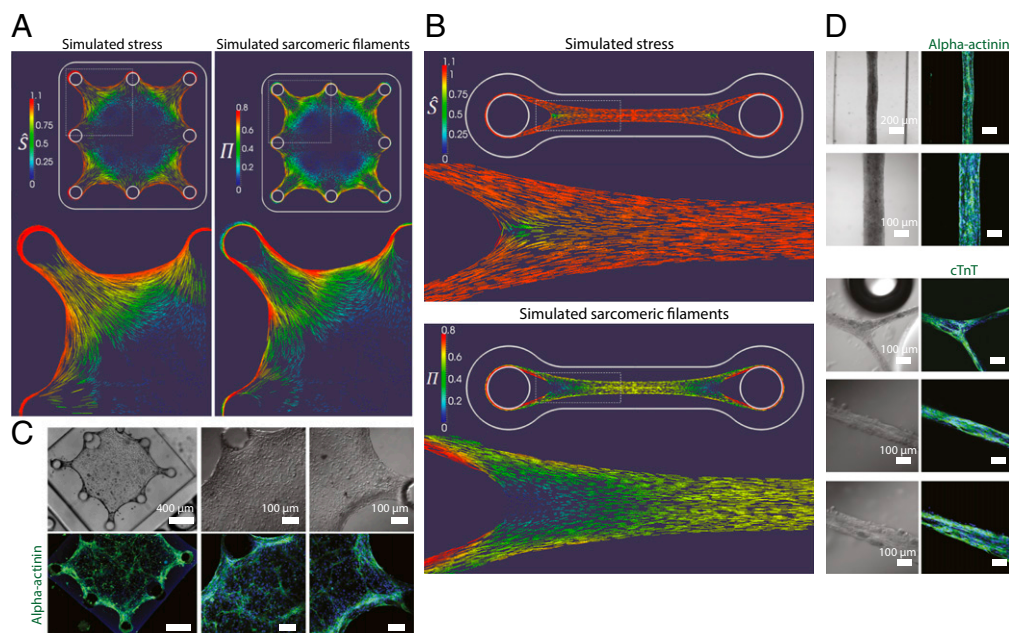 A
Simulated stress
Simulated sarcomeric filaments
1.1
1
0.75
0.5
0.25
0
Ŝ
0.8
0.6
0.4
0.2
0
Π
B
Simulated stress
1.1
1
0.75
0.5
0.25
0
Ŝ
Simulated sarcomeric filaments
0.8
0.6
0.4
0.2
0
Π
C
400 μm
100 μm
100 μm
Alpha-actinin
D
Alpha-actinin
200 μm
100 μm
cTnT
100 μm
100 μm
100 μm